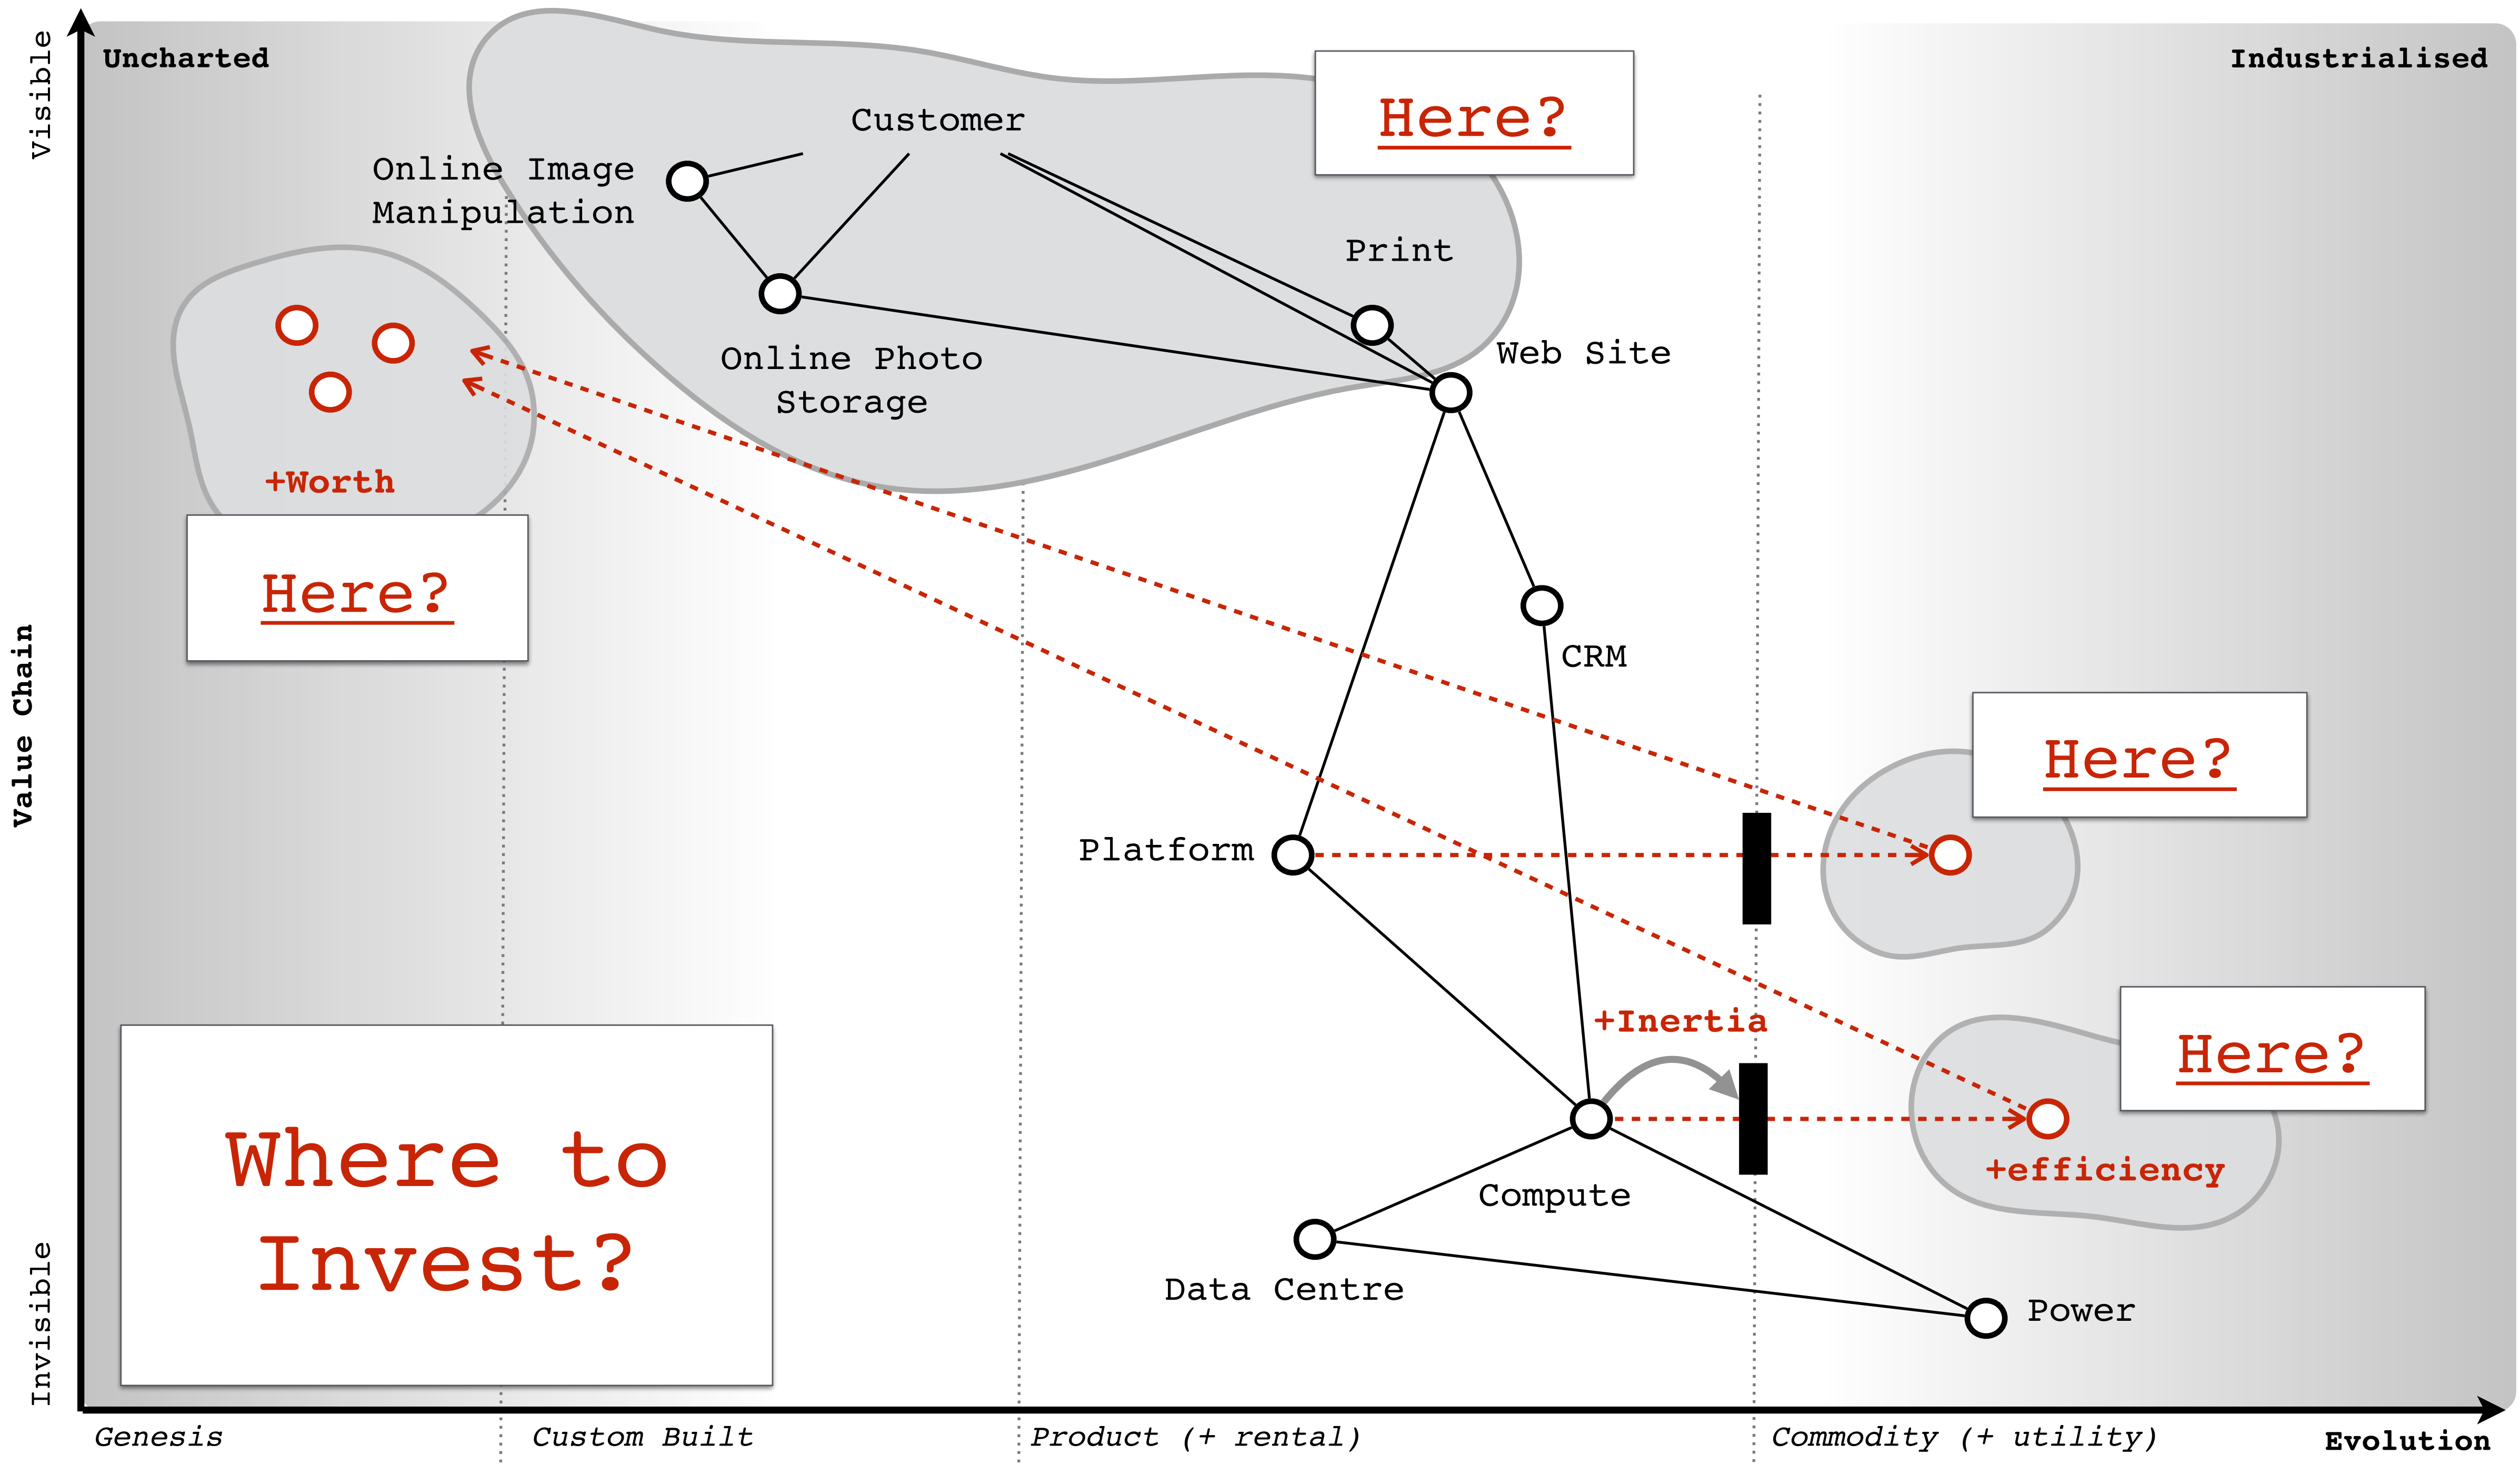 Visible
Uncharted
Industrialised
Customer
Here?
Online Image
Manipulation
Print
Web Site
Online Photo
Storage
+Worth
Here?
Value Chain
CRM
Here?
Platform
+Inertia
Here?
+efficiency
Compute
Where to
Invest?
Data Centre
Power
Invisible
Genesis
Custom Built
Product (+ rental)
Commodity (+ utility)
Evolution